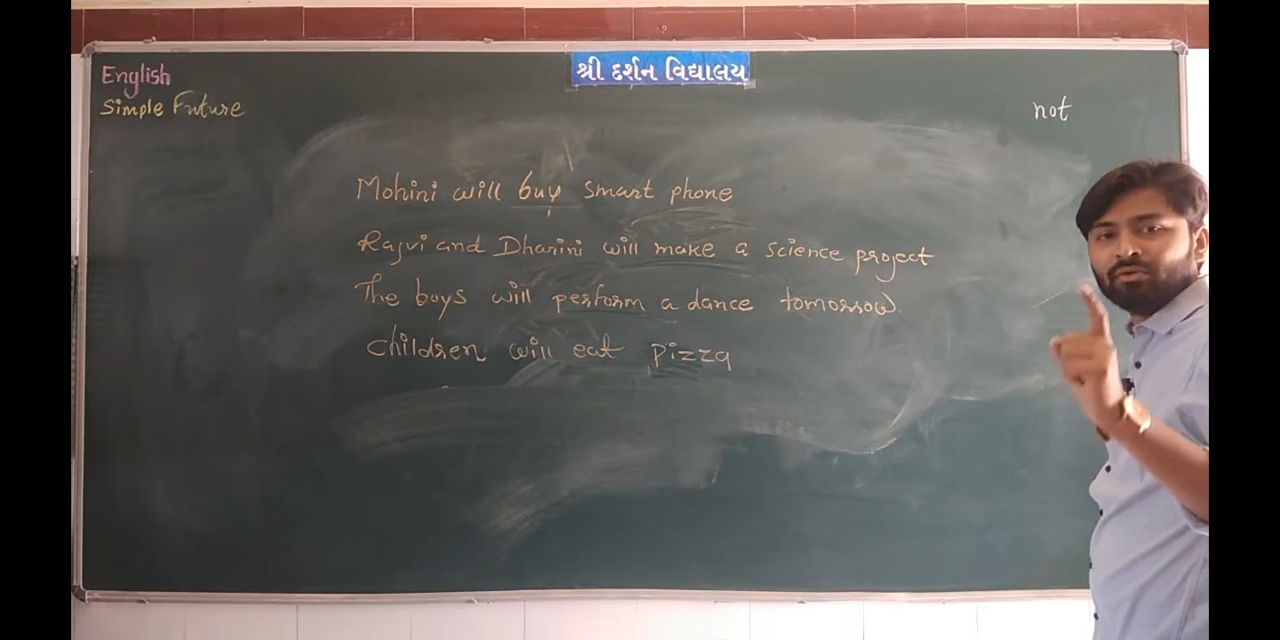 શ્રી દર્શન વિદ્યાલય
English
Simple Future
not
Mohini will buy smart phone
Rajvi and Dharini will make a science project
The boys will perform a dance tomorrow.
Children will eat pizza